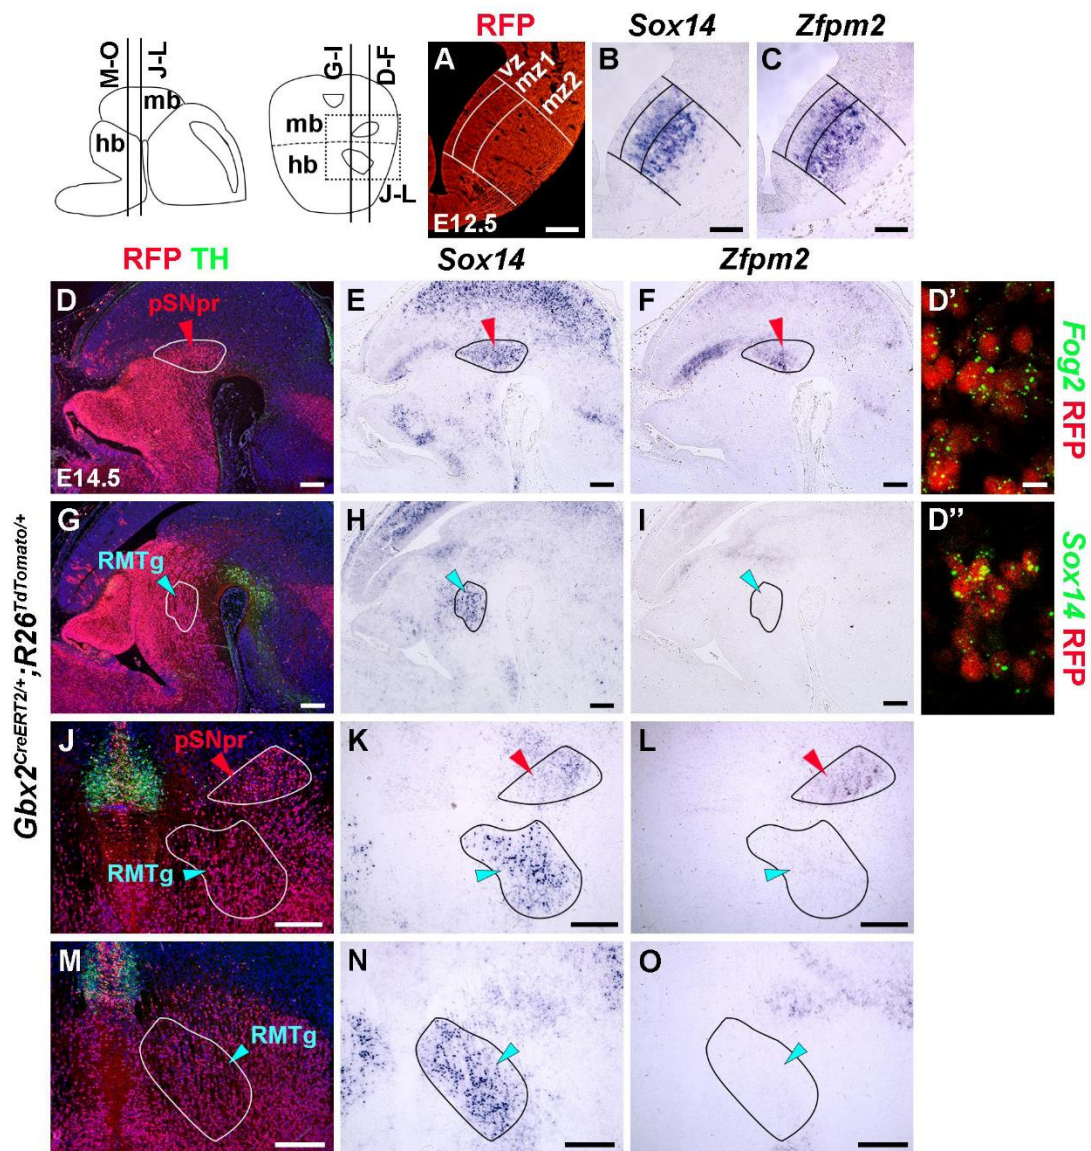 M-O
J-L
mb
hb
G-I
D-F
mb
hb
J-L
RFP
Sox14
Zfpm2
A
vz
mz1
mz2
E12.5
B
C
RFP TH
Sox14
Zfpm2
D
pSNpr
E14.5
E
F
D'
Fog2 RFP
G
RMTg
H
I
D''
Sox14 RFP
Gbx2CreERT2/+;R26TdTomato/+
J
pSNpr
RMTg
K
L
M
RMTg
N
O